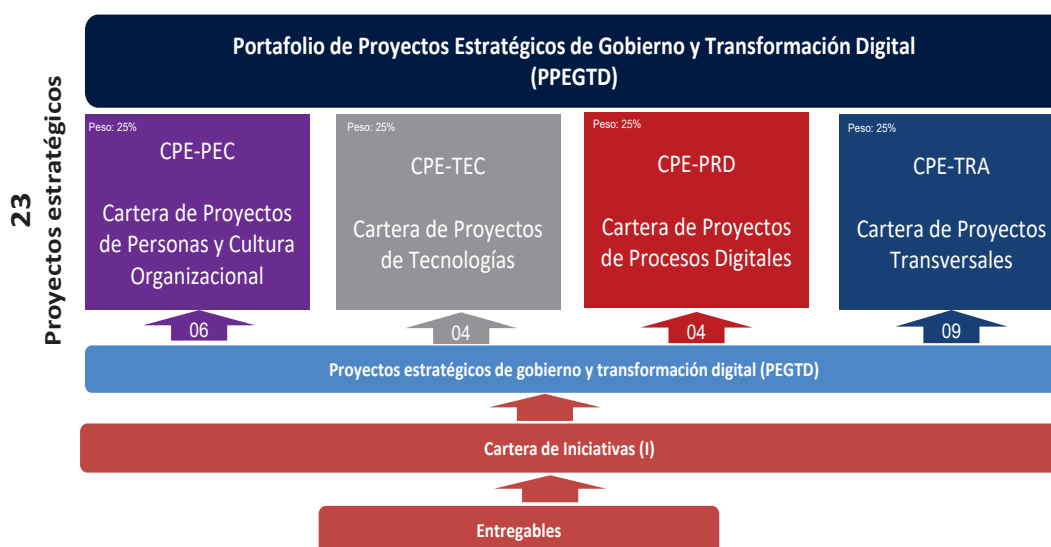 Portafolio de Proyectos Estratégicos de Gobierno y Transformación Digital
(PPEGTD)
23
Proyectos estratégicos
Peso: 25%
CPE-PEC
Cartera de Proyectos
de Personas y Cultura
Organizacional
06
Peso: 25%
CPE-TEC
Cartera de Proyectos
de Tecnologías
04
Peso: 25%
CPE-PRD
Cartera de Proyectos
de Procesos Digitales
04
Peso: 25%
CPE-TRA
Cartera de Proyectos
Transversales
09
Proyectos estratégicos de gobierno y transformación digital (PEGTD)
Cartera de Iniciativas (I)
Entregables